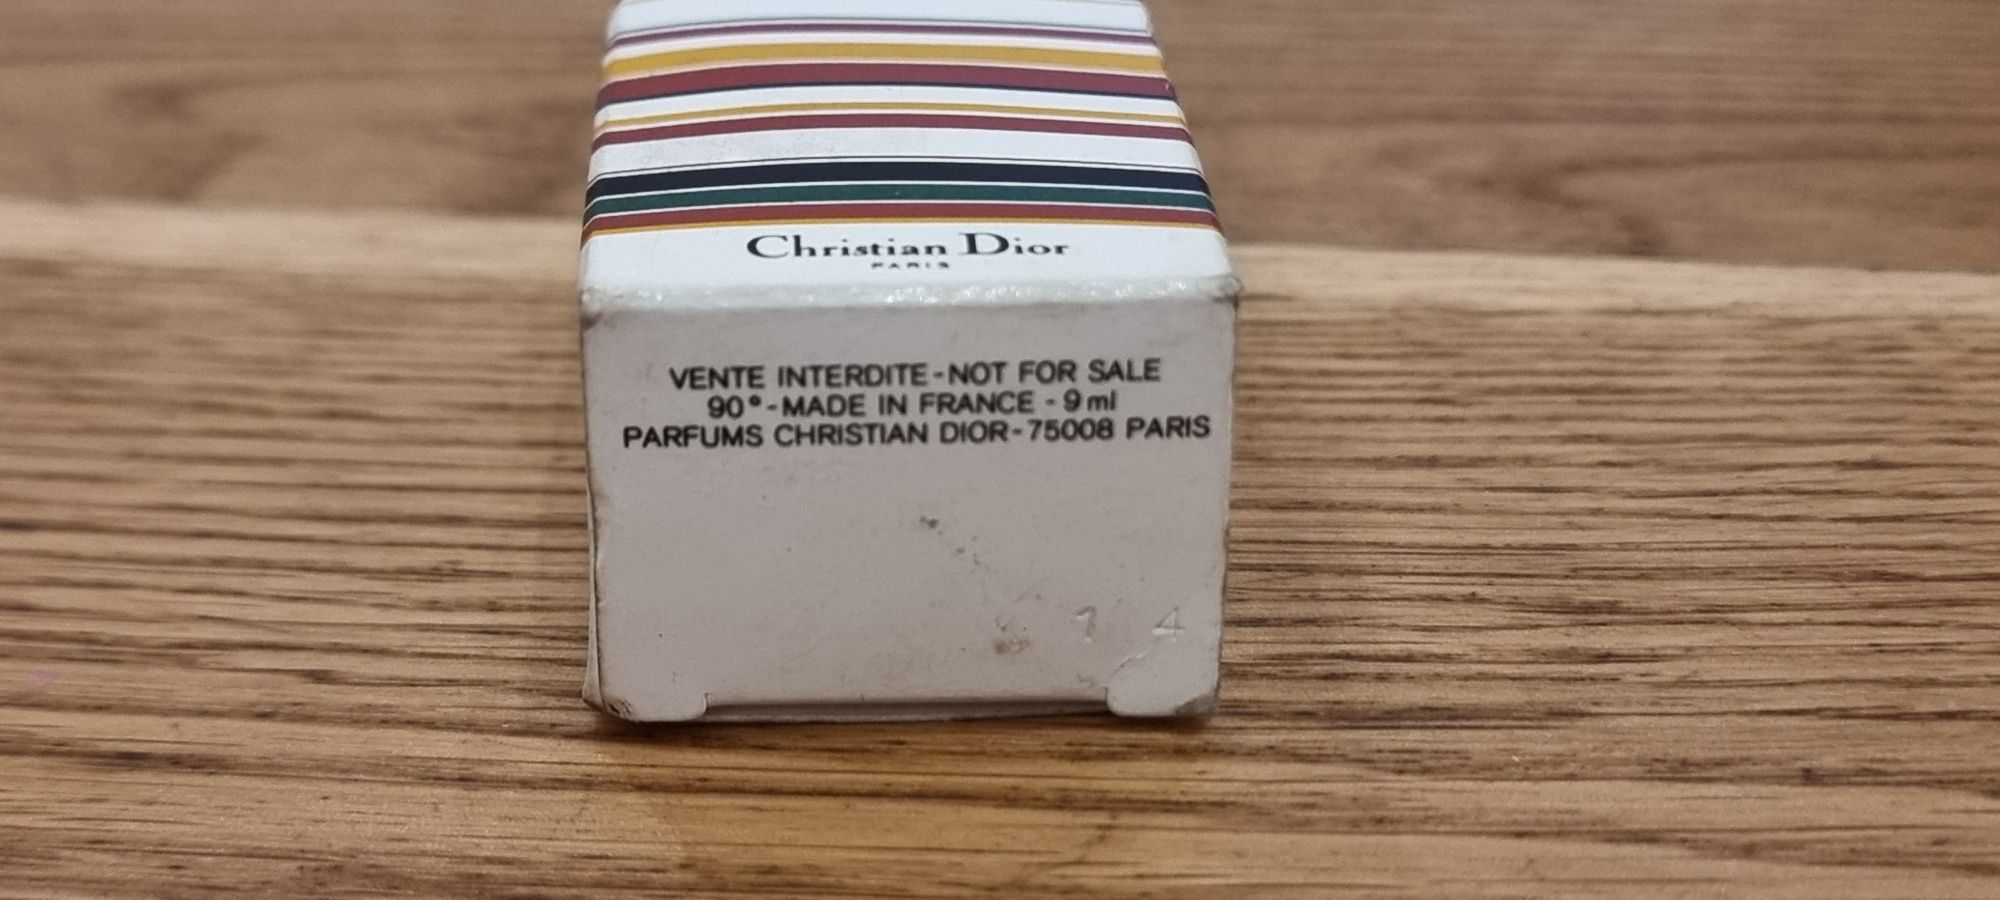 Christian Dior
PARIS
VENTE INTERDITE - NOT FOR SALE
90° - MADE IN FRANCE - 9 ml
PARFUMS CHRISTIAN DIOR - 75008 PARIS
1 4